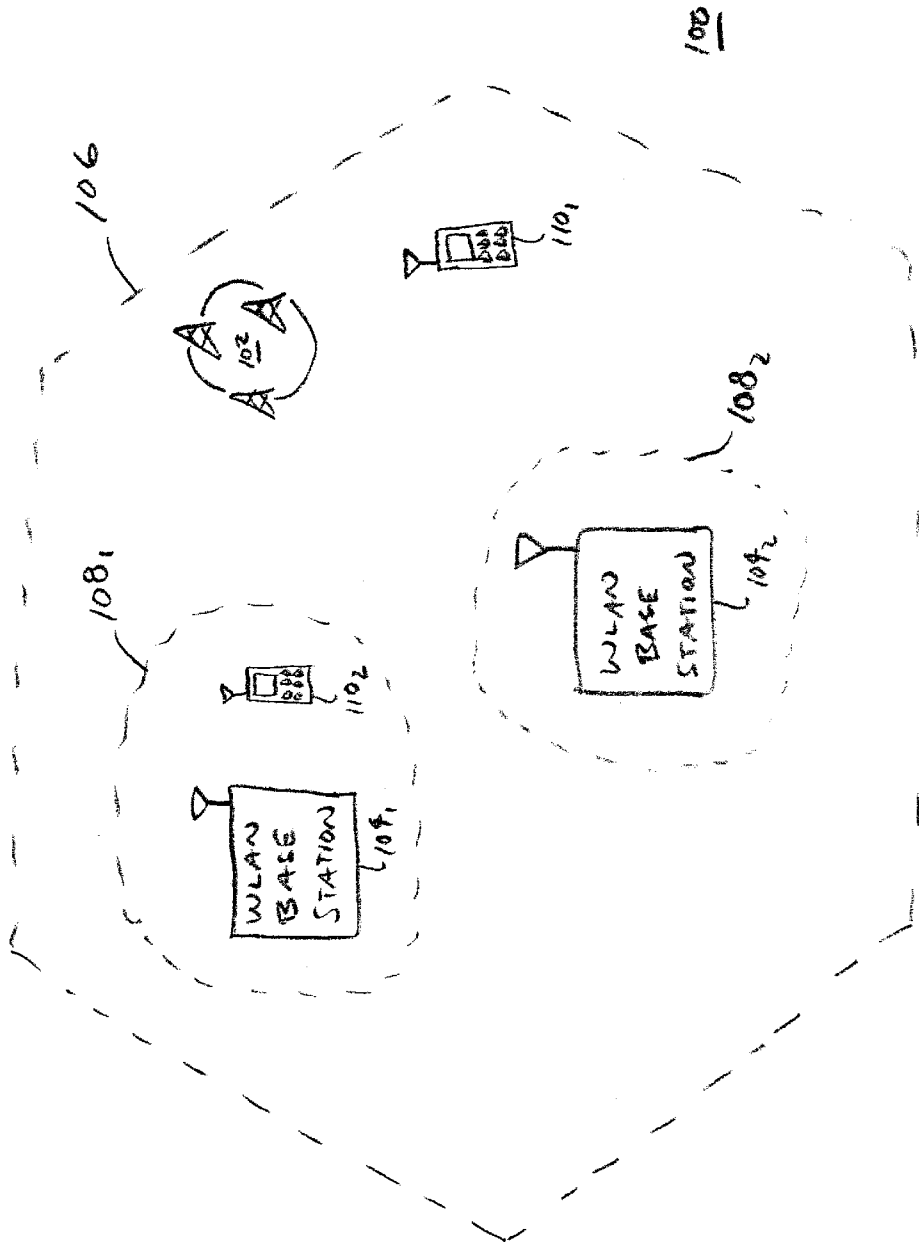 100
106
102
110₁
108₁
110₂
WLAN
BASE
STATION
104₁
108₂
WLAN
BASE
STATION
104₂